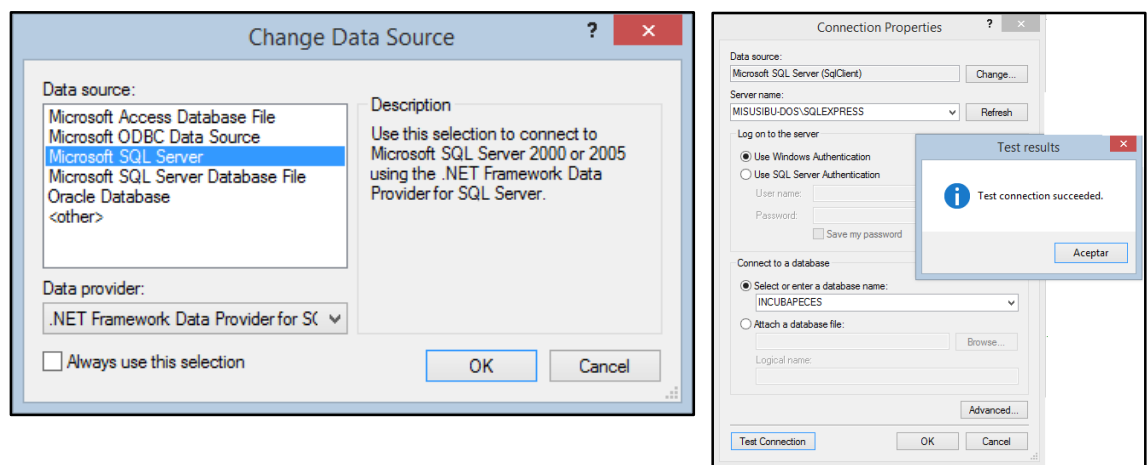 Change Data Source
?
×
Data source:
Microsoft Access Database File
Microsoft ODBC Data Source
Microsoft SQL Server
Microsoft SQL Server Database File
Oracle Database
<other>
Description
Use this selection to connect to
Microsoft SQL Server 2000 or 2005
using the .NET Framework Data
Provider for SQL Server.
Data provider:
.NET Framework Data Provider for S(
Always use this selection
OK
Cancel
Connection Properties
?
×
Data source:
Microsoft SQL Server (SqlClient)
Change...
Server name:
MISUSIBU-DOS\SQLEXPRESS
Refresh
Log on to the server
Use Windows Authentication
Use SQL Server Authentication
User name:
Password:
Save my password
Test results
×
Test connection succeeded.
Aceptar
Connect to a database
Select or enter a database name:
INCUBAPECES
Attach a database file:
Browse...
Logical name:
Advanced...
Test Connection
OK
Cancel